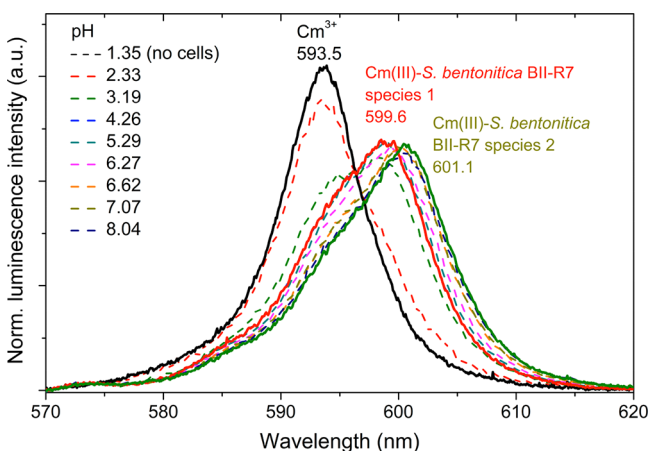 pH
1.35 (no cells)
2.33
3.19
4.26
5.29
6.27
6.62
7.07
8.04
Cm3+
593.5
Cm(III)-S. bentonitica BII-R7
species 1
599.6
Cm(III)-S. bentonitica
BII-R7 species 2
601.1
Norm. luminescence intensity (a.u.)
570 580 590 600 610 620
Wavelength (nm)